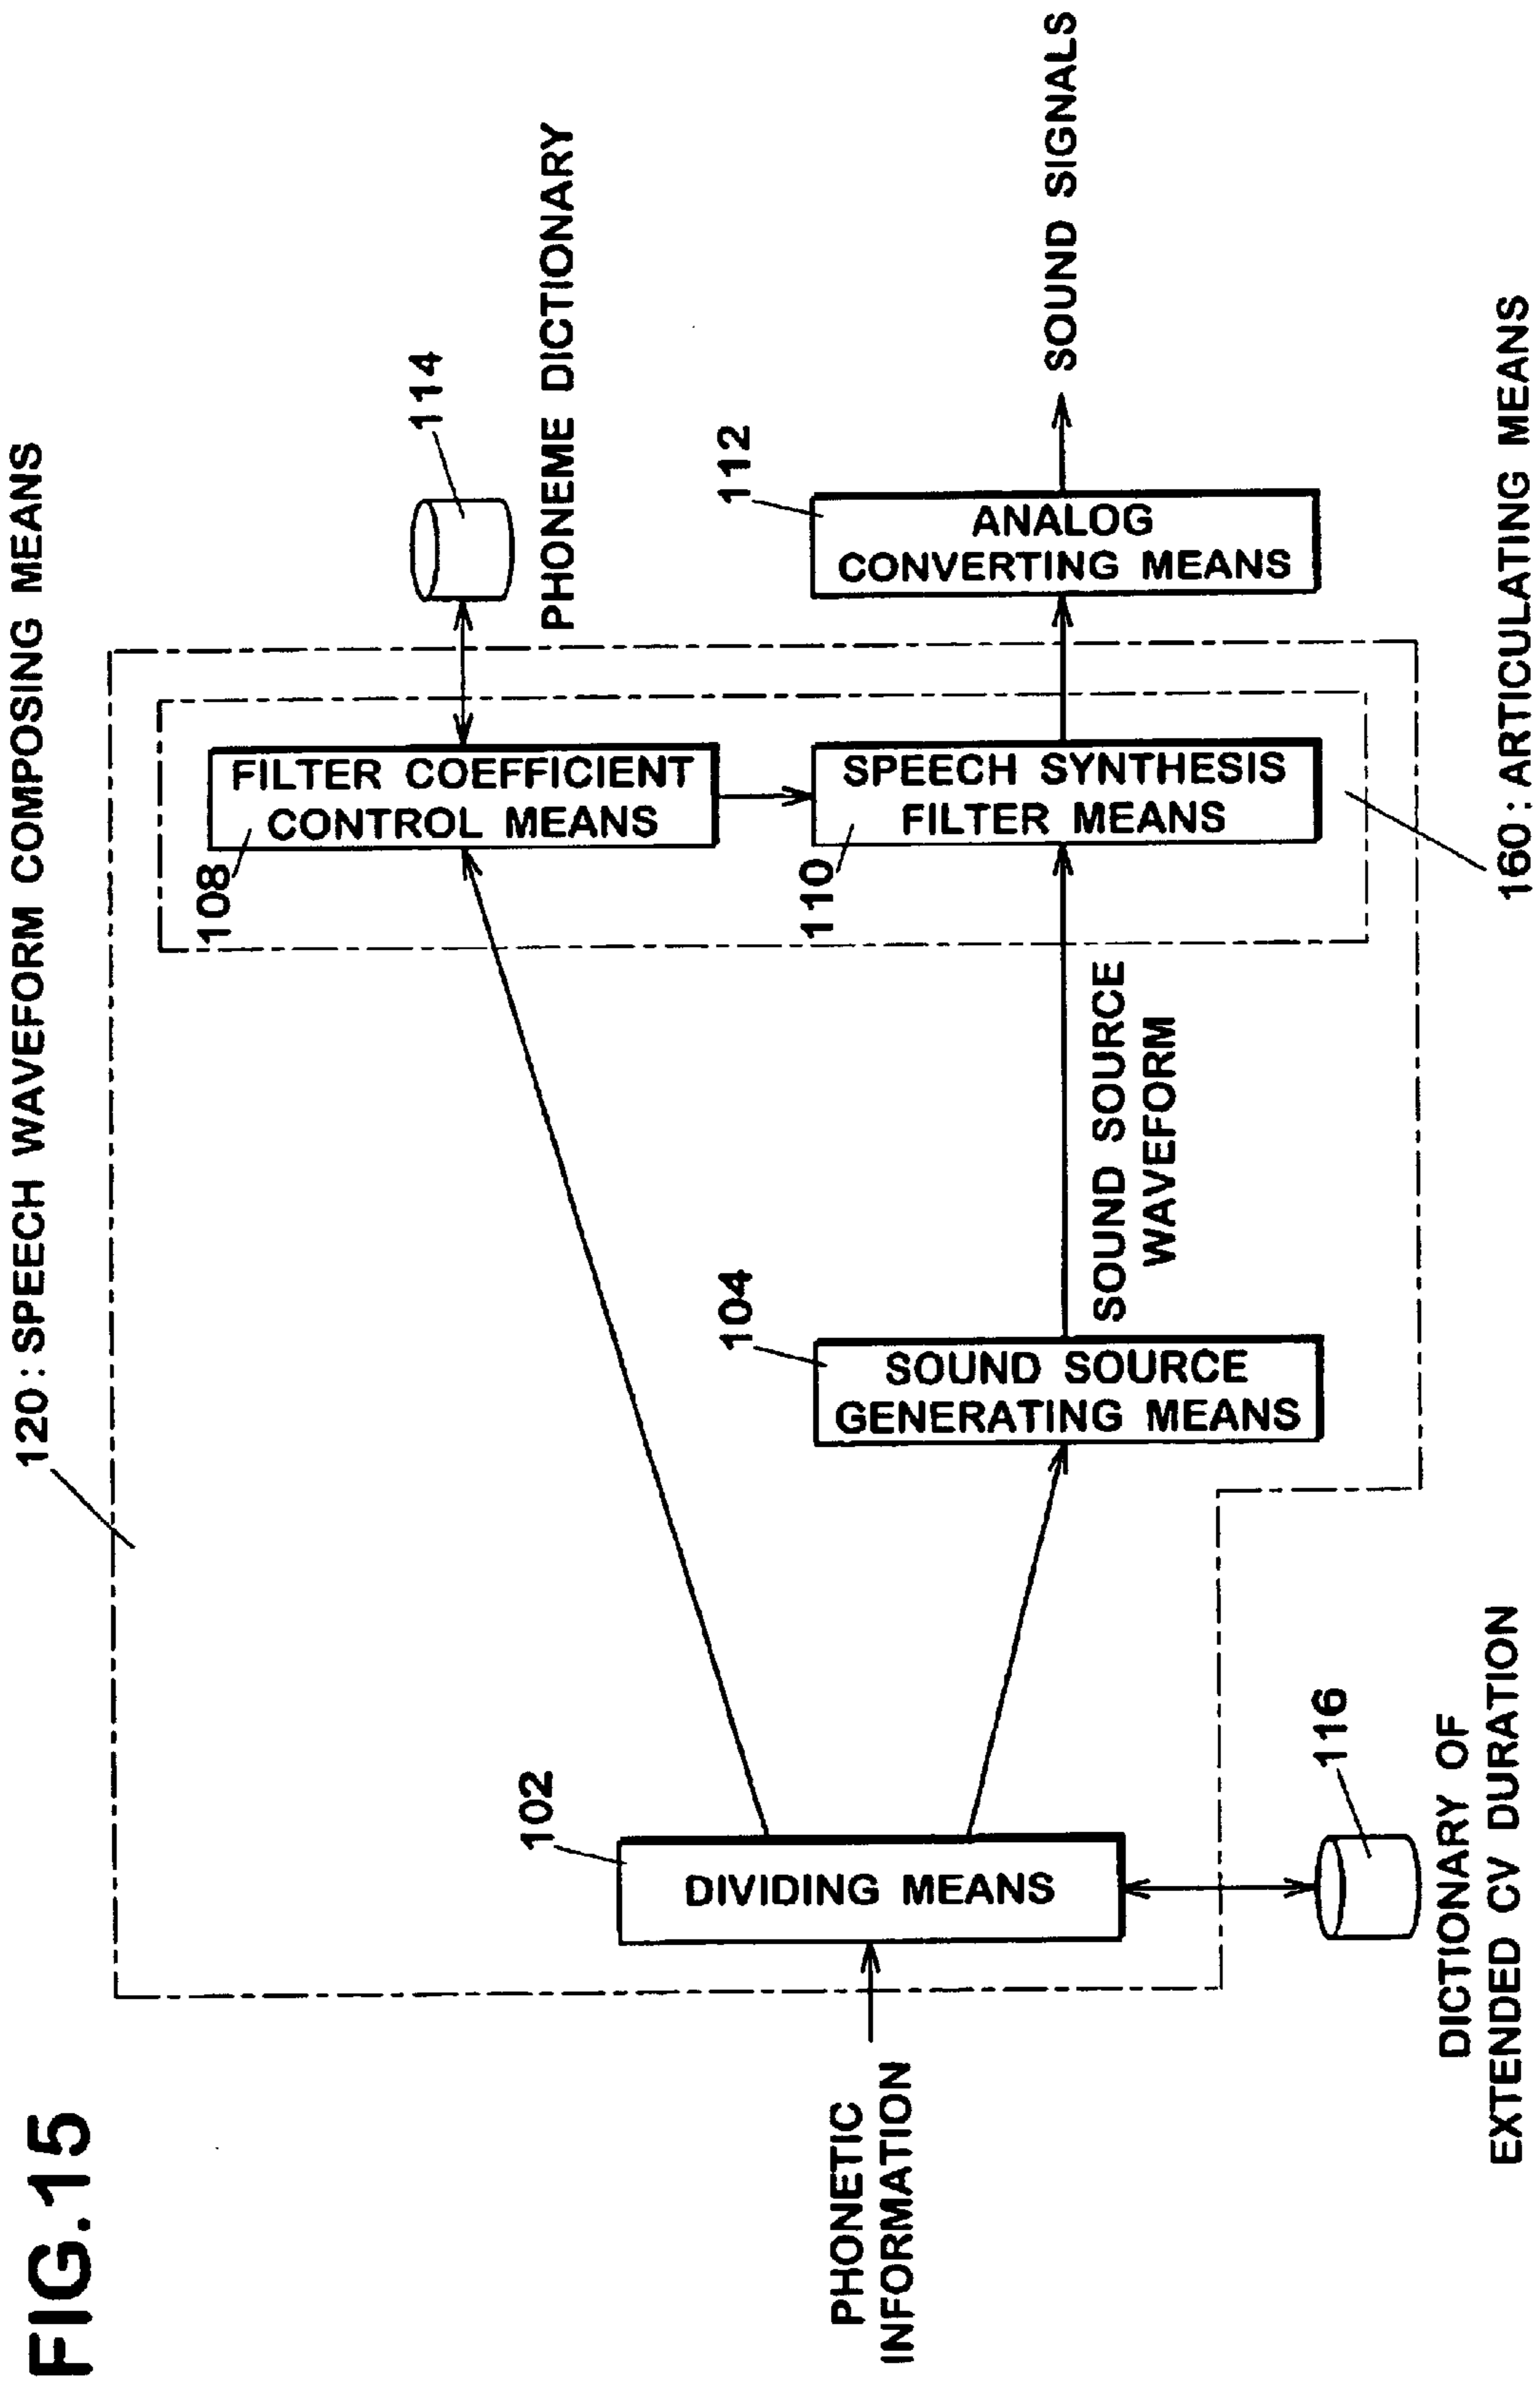 FIG.15
120:SPEECH WAVEFORM COMPOSING MEANS
114
PHONEME DICTIONARY
108
FILTER COEFFICIENT
CONTROL MEANS
102
DIVIDING MEANS
PHONETIC
INFORMATION
104
SOUND SOURCE
GENERATING MEANS
SOUND SOURCE
WAVEFORM
110
SPEECH SYNTHESIS
FILTER MEANS
112
ANALOG
CONVERTING MEANS
SOUND SIGNALS
116
DICTIONARY OF
EXTENDED CV DURATION
160:ARTICULATING MEANS